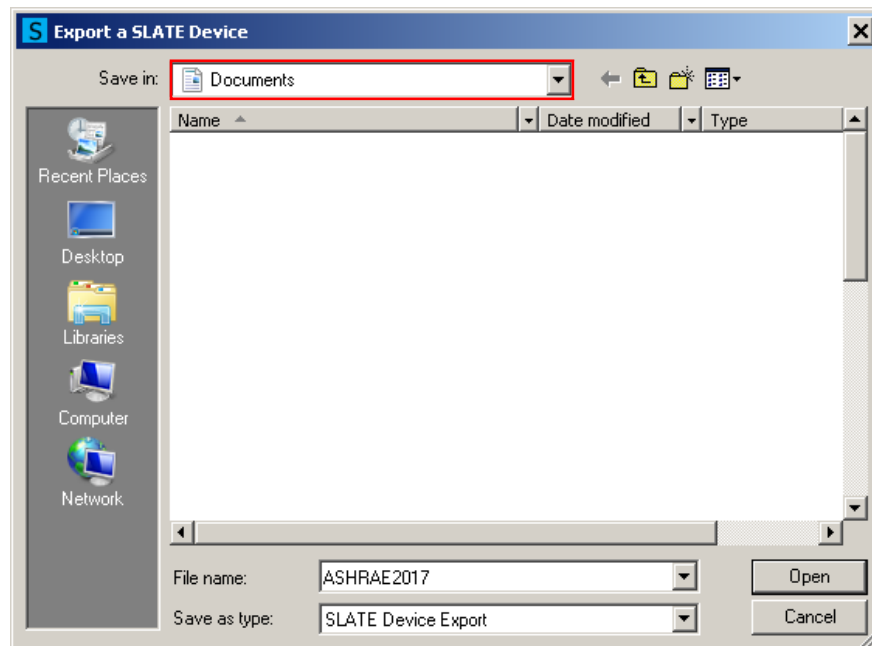 S Export a SLATE Device
Save in: Documents
Name Date modified Type
Recent Places
Desktop
Libraries
Computer
Network
File name: ASHRAE2017 Open
Save as type: SLATE Device Export Cancel